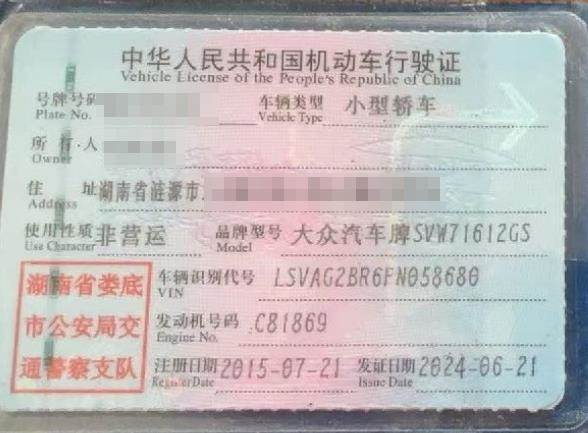 中华人民共和国机动车行驶证
Vehicle License of the People's Republic of China
号牌号码 车辆类型 小型轿车
Plate No. Vehicle Type
所有人
Owner
住 址 湖南省涟源市
使用性质 非营运 品牌型号 大众汽车牌SVW71612GS
Use Character Model
湖南省娄底
市公安局交
通警察支队
车辆识别代号 LSVAG2BR6FN058680
VIN
发动机号码 C81869
Engine No.
注册日期 2015-07-21 发证日期 2024-06-21
Register Date Issue Date